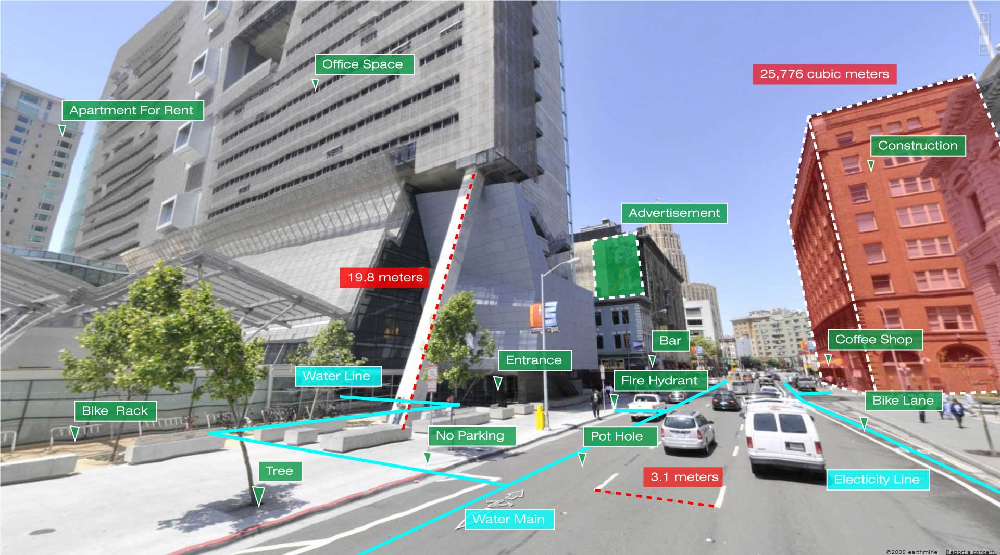 Office Space
25,776 cubic meters
Apartment For Rent
Construction
Advertisement
19.8 meters
Coffee Shop
Bar
Entrance
Water Line
Fire Hydrant
Bike Lane
Bike Rack
No Parking
Pot Hole
Tree
3.1 meters
Electicity Line
Water Main
©2009 earthmine Report a concern.